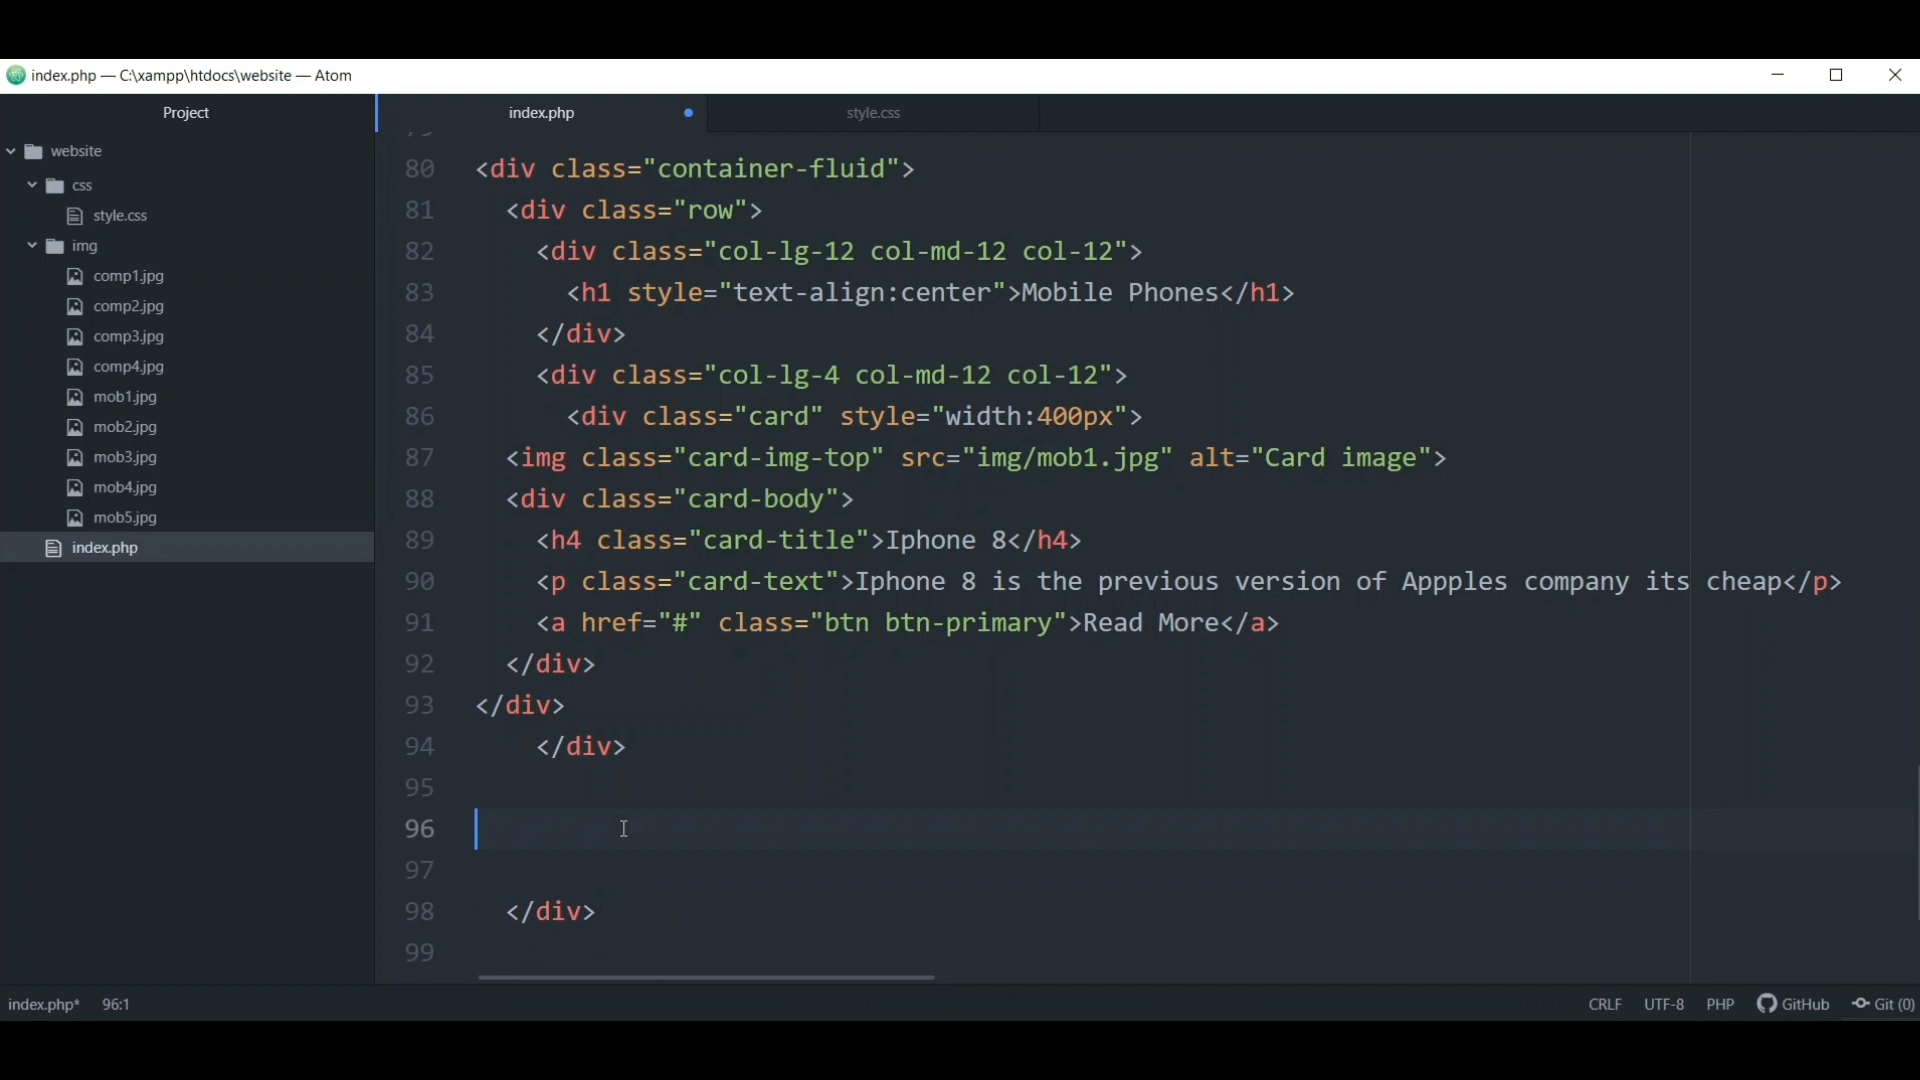 index.php — C:\xampp\htdocs\website — Atom
Project
index.php
style.css
website
css
style.css
img
comp1.jpg
comp2.jpg
comp3.jpg
comp4.jpg
mob1.jpg
mob2.jpg
mob3.jpg
mob4.jpg
mob5.jpg
index.php
80 <div class="container-fluid">
81 <div class="row">
82 <div class="col-lg-12 col-md-12 col-12">
83 <h1 style="text-align:center">Mobile Phones</h1>
84 </div>
85 <div class="col-lg-4 col-md-12 col-12">
86 <div class="card" style="width:400px">
87 <img class="card-img-top" src="img/mob1.jpg" alt="Card image">
88 <div class="card-body">
89 <h4 class="card-title">Iphone 8</h4>
90 <p class="card-text">Iphone 8 is the previous version of Appples company its cheap</p>
91 <a href="#" class="btn btn-primary">Read More</a>
92 </div>
93 </div>
94 </div>
95
96
97
98 </div>
99
index.php* 96:1
CRLF UTF-8 PHP GitHub Git (0)